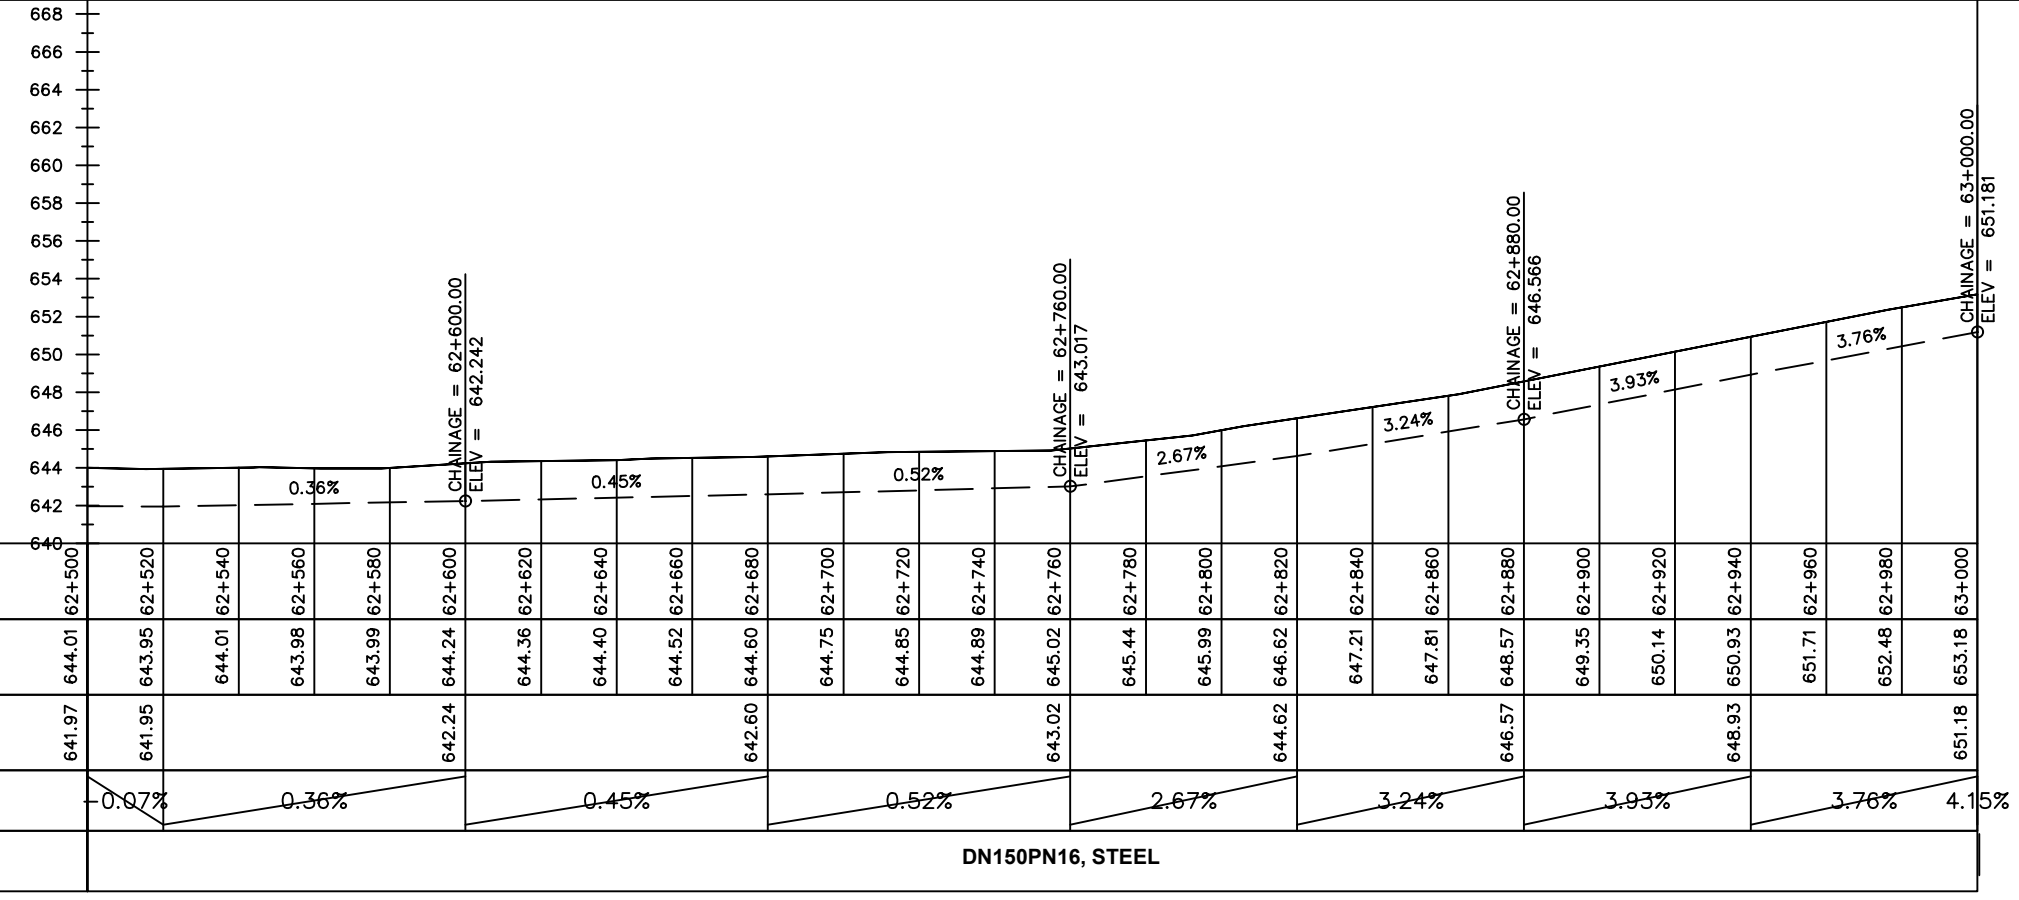 668
666
664
662
660
658
656
654
652
650
648
646
644
642
640
CHAINAGE = 62+600.00
ELEV = 642.242
CHAINAGE = 62+760.00
ELEV = 643.017
CHAINAGE = 62+880.00
ELEV = 646.566
CHAINAGE = 63+000.00
ELEV = 651.181
0.36%
0.45%
0.52%
2.67%
3.24%
3.93%
3.76%
62+500 62+520 62+540 62+560 62+580 62+600 62+620 62+640 62+660 62+680 62+700 62+720 62+740 62+760 62+780 62+800 62+820 62+840 62+860 62+880 62+900 62+920 62+940 62+960 62+980 63+000
644.01 643.95 644.01 643.98 643.99 644.24 644.36 644.40 644.52 644.60 644.75 644.85 644.89 645.02 645.44 645.99 646.62 647.21 647.81 648.57 649.35 650.14 650.93 651.71 652.48 653.18
641.97 641.95 642.24 642.60 643.02 644.62 646.57 648.93 651.18
-0.07% 0.36% 0.45% 0.52% 2.67% 3.24% 3.93% 3.76% 4.15%
DN150PN16, STEEL